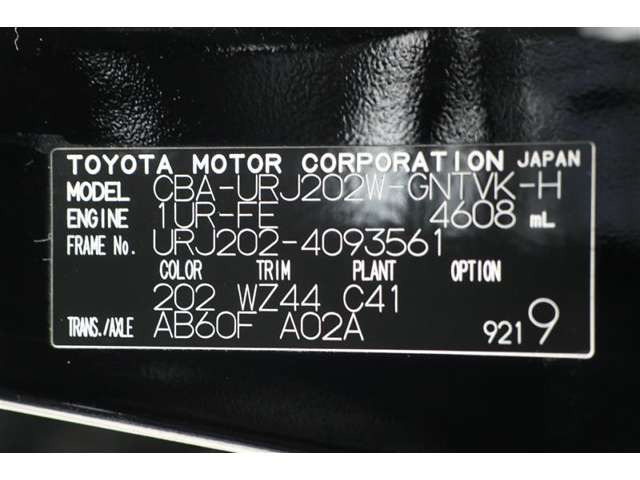 TOYOTA MOTOR CORPORATION JAPAN
MODEL CBA-URJ202W-GNTVK-H
ENGINE 1UR-FE 4608 mL
FRAME No. URJ202-4093561
COLOR TRIM PLANT OPTION
202 WZ44 C41
TRANS./AXLE AB60F A02A 9219